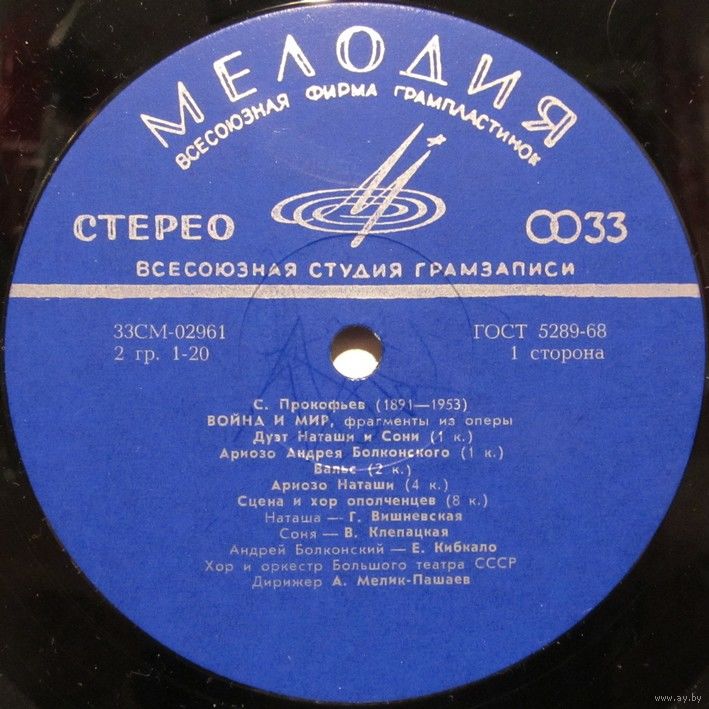 МЕЛОДИЯ
ВСЕСОЮЗНАЯ ФИРМА ГРАМПЛАСТИНОК
СТЕРЕО
33
ВСЕСОЮЗНАЯ СТУДИЯ ГРАМЗАПИСИ
33СМ-02961
ГОСТ 5289-68
2 гр. 1-20
1 сторона
С. Прокофьев (1891—1953)
ВОЙНА И МИР, фрагменты из оперы
Дуэт Наташи и Сони (1 к.)
Ариозо Андрея Болконского (1 к.)
Вальс (2 к.)
Ариозо Наташи (4 к.)
Сцена и хор ополченцев (8 к.)
Наташа — Г. Вишневская
Соня — В. Клепацкая
Андрей Болконский — Е. Кибкало
Хор и оркестр Большого театра СССР
Дирижер А. Мелик-Пашаев
www.ay.by